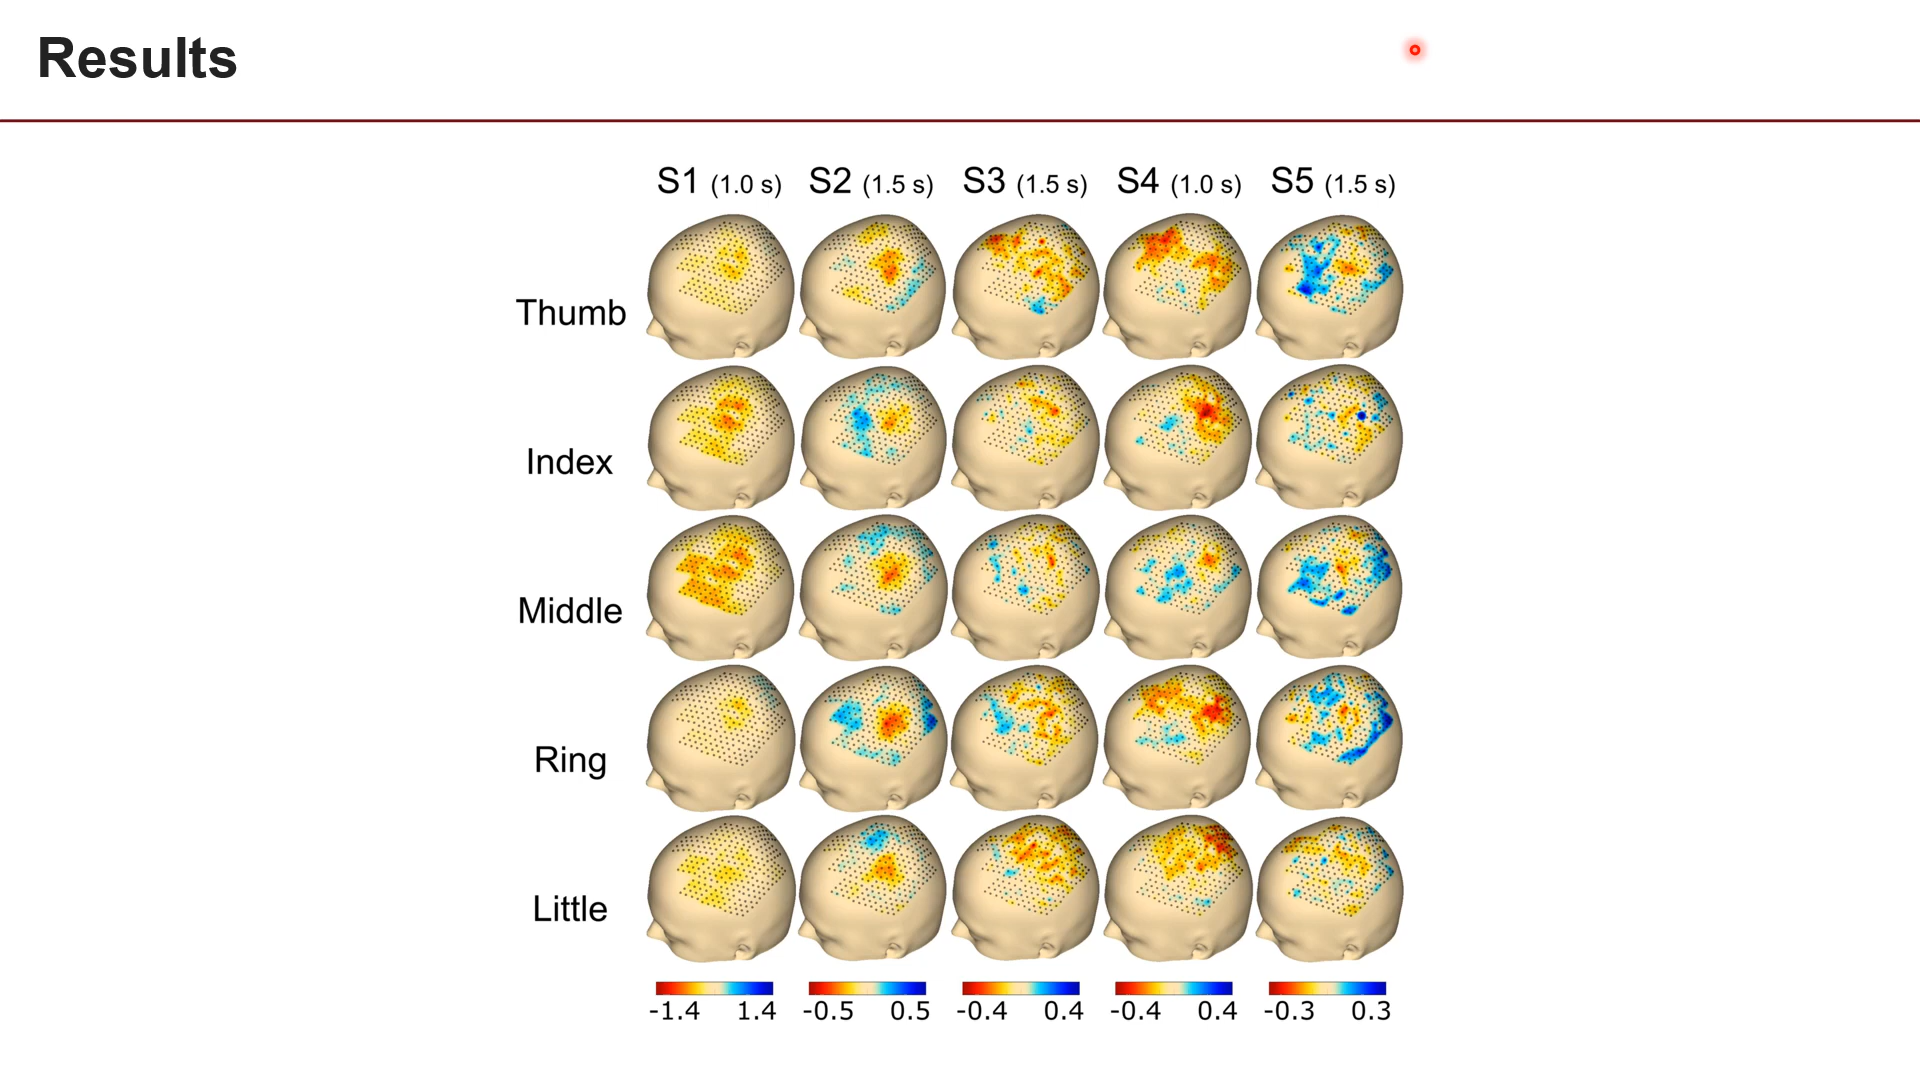 Results
S1 (1.0 s) S2 (1.5 s) S3 (1.5 s) S4 (1.0 s) S5 (1.5 s)
Thumb
Index
Middle
Ring
Little
-1.4 1.4 -0.5 0.5 -0.4 0.4 -0.4 0.4 -0.3 0.3